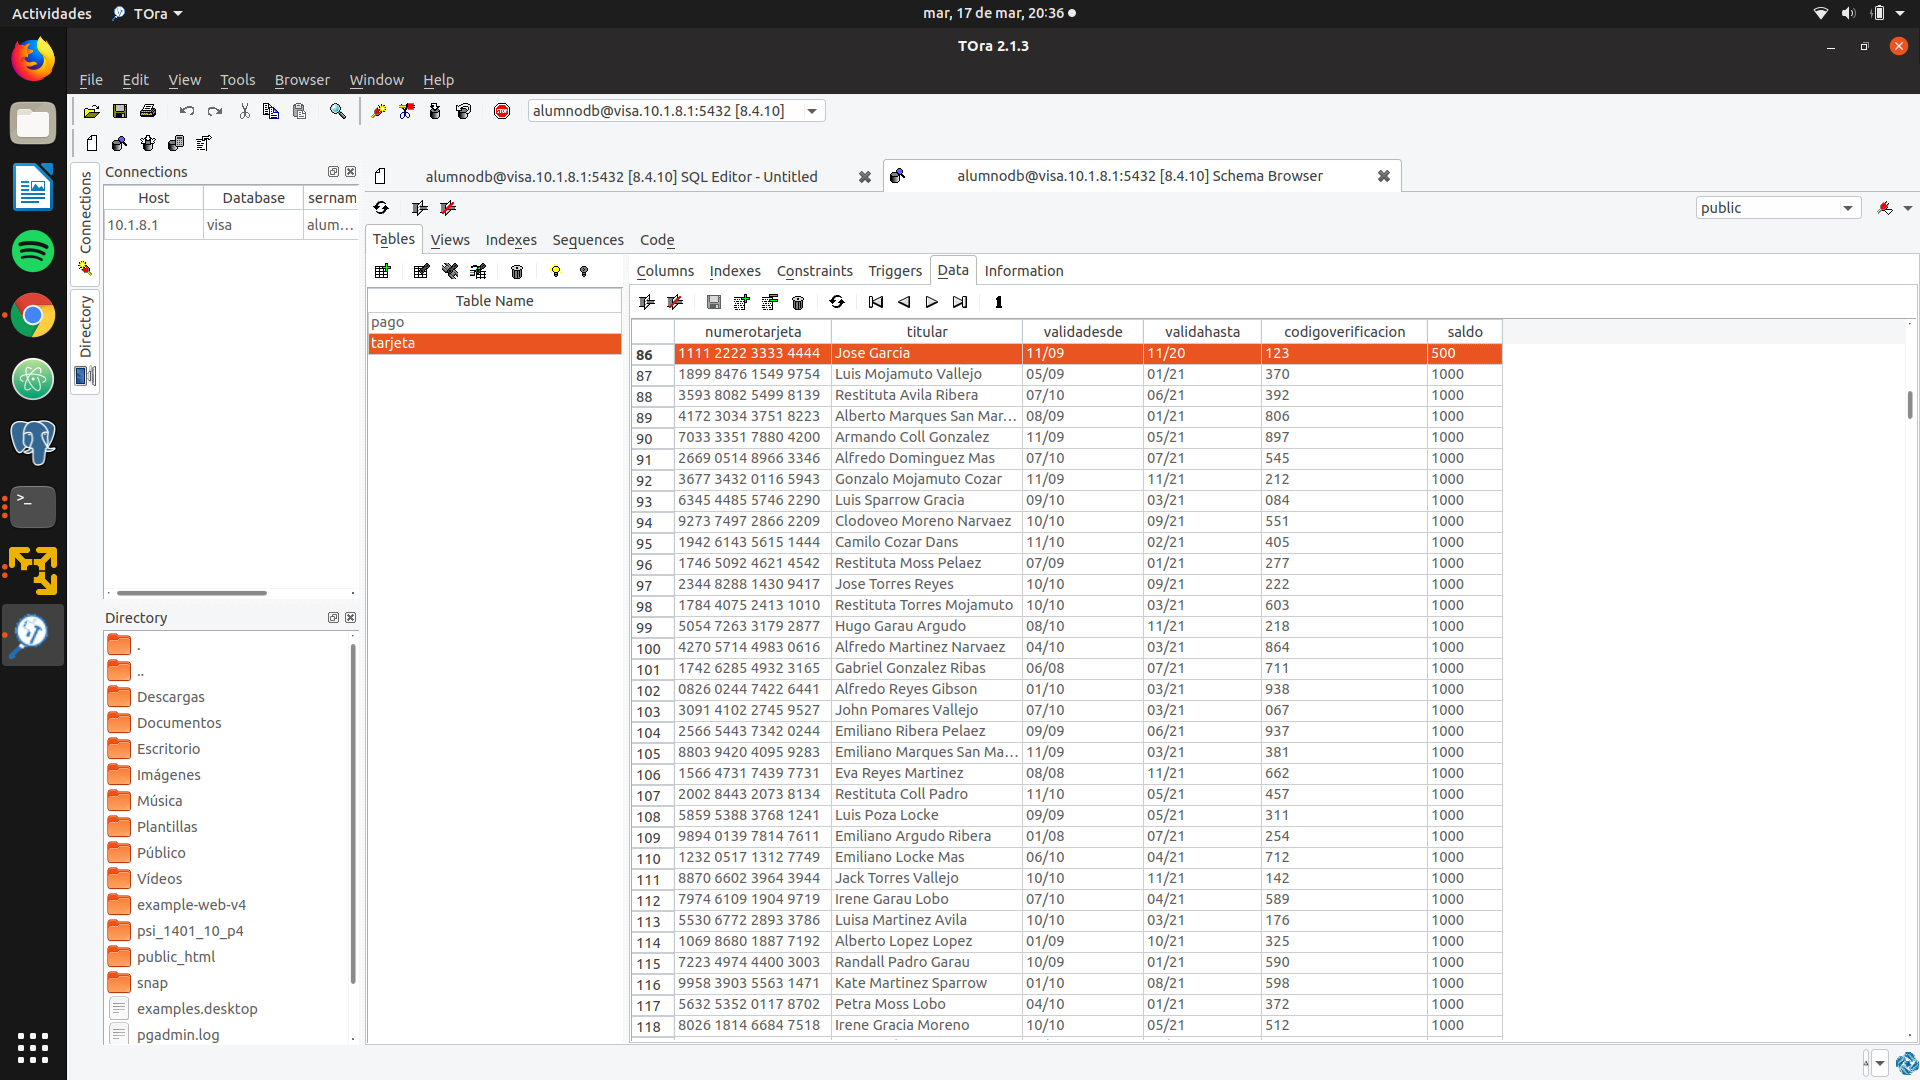 Actividades TOra mar, 17 de mar, 20:36
TOra 2.1.3
File Edit View Tools Browser Window Help
alumnodb@visa.10.1.8.1:5432 [8.4.10]
Connections
Directory
Connections
Host Database sernam
10.1.8.1 visa alum...
Directory
.
..
Descargas
Documentos
Escritorio
Imágenes
Música
Plantillas
Público
Vídeos
example-web-v4
psi_1401_10_p4
public_html
snap
examples.desktop
pgadmin.log
alumnodb@visa.10.1.8.1:5432 [8.4.10] SQL Editor - Untitled
alumnodb@visa.10.1.8.1:5432 [8.4.10] Schema Browser
public
Tables Views Indexes Sequences Code
Table Name
pago
tarjeta
Columns Indexes Constraints Triggers Data Information
1
numerotarjeta titular validadesde validahasta codigoverificacion saldo
86 1111 2222 3333 4444 Jose Garcia 11/09 11/20 123 500
87 1899 8476 1549 9754 Luis Mojamuto Vallejo 05/09 01/21 370 1000
88 3593 8082 5499 8139 Restituta Avila Ribera 07/10 06/21 392 1000
89 4172 3034 3751 8223 Alberto Marques San Mar... 08/09 01/21 806 1000
90 7033 3351 7880 4200 Armando Coll Gonzalez 11/09 05/21 897 1000
91 2669 0514 8966 3346 Alfredo Dominguez Mas 07/10 07/21 545 1000
92 3677 3432 0116 5943 Gonzalo Mojamuto Cozar 11/09 11/21 212 1000
93 6345 4485 5746 2290 Luis Sparrow Gracia 09/10 03/21 084 1000
94 9273 7497 2866 2209 Clodoveo Moreno Narvaez 10/10 09/21 551 1000
95 1942 6143 5615 1444 Camilo Cozar Dans 11/10 02/21 405 1000
96 1746 5092 4621 4542 Restituta Moss Pelaez 07/09 01/21 277 1000
97 2344 8288 1430 9417 Jose Torres Reyes 10/10 09/21 222 1000
98 1784 4075 2413 1010 Restituta Torres Mojamuto 10/10 03/21 603 1000
99 5054 7263 3179 2877 Hugo Garau Argudo 08/10 11/21 218 1000
100 4270 5714 4983 0616 Alfredo Martinez Narvaez 04/10 03/21 864 1000
101 1742 6285 4932 3165 Gabriel Gonzalez Ribas 06/08 07/21 711 1000
102 0826 0244 7422 6441 Alfredo Reyes Gibson 01/10 03/21 938 1000
103 3091 4102 2745 9527 John Pomares Vallejo 07/10 03/21 067 1000
104 2566 5443 7342 0244 Emiliano Ribera Pelaez 09/09 06/21 937 1000
105 8803 9420 4095 9283 Emiliano Marques San Ma... 11/09 03/21 381 1000
106 1566 4731 7439 7731 Eva Reyes Martinez 08/08 11/21 662 1000
107 2002 8443 2073 8134 Restituta Coll Padro 11/10 05/21 457 1000
108 5859 5388 3768 1241 Luis Poza Locke 09/09 05/21 311 1000
109 9894 0139 7814 7611 Emiliano Argudo Ribera 01/08 07/21 254 1000
110 1232 0517 1312 7749 Emiliano Locke Mas 06/10 04/21 712 1000
111 8870 6602 3964 3944 Jack Torres Vallejo 10/10 11/21 142 1000
112 7974 6109 1904 9719 Irene Garau Lobo 07/10 04/21 589 1000
113 5530 6772 2893 3786 Luisa Martinez Avila 10/10 03/21 176 1000
114 1069 8680 1887 7192 Alberto Lopez Lopez 01/09 10/21 325 1000
115 7223 4974 4400 3003 Randall Padro Garau 10/09 01/21 590 1000
116 9958 3903 5563 1471 Kate Martinez Sparrow 01/10 08/21 598 1000
117 5632 5352 0117 8702 Petra Moss Lobo 04/10 01/21 372 1000
118 8026 1814 6684 7518 Irene Gracia Moreno 10/10 05/21 512 1000